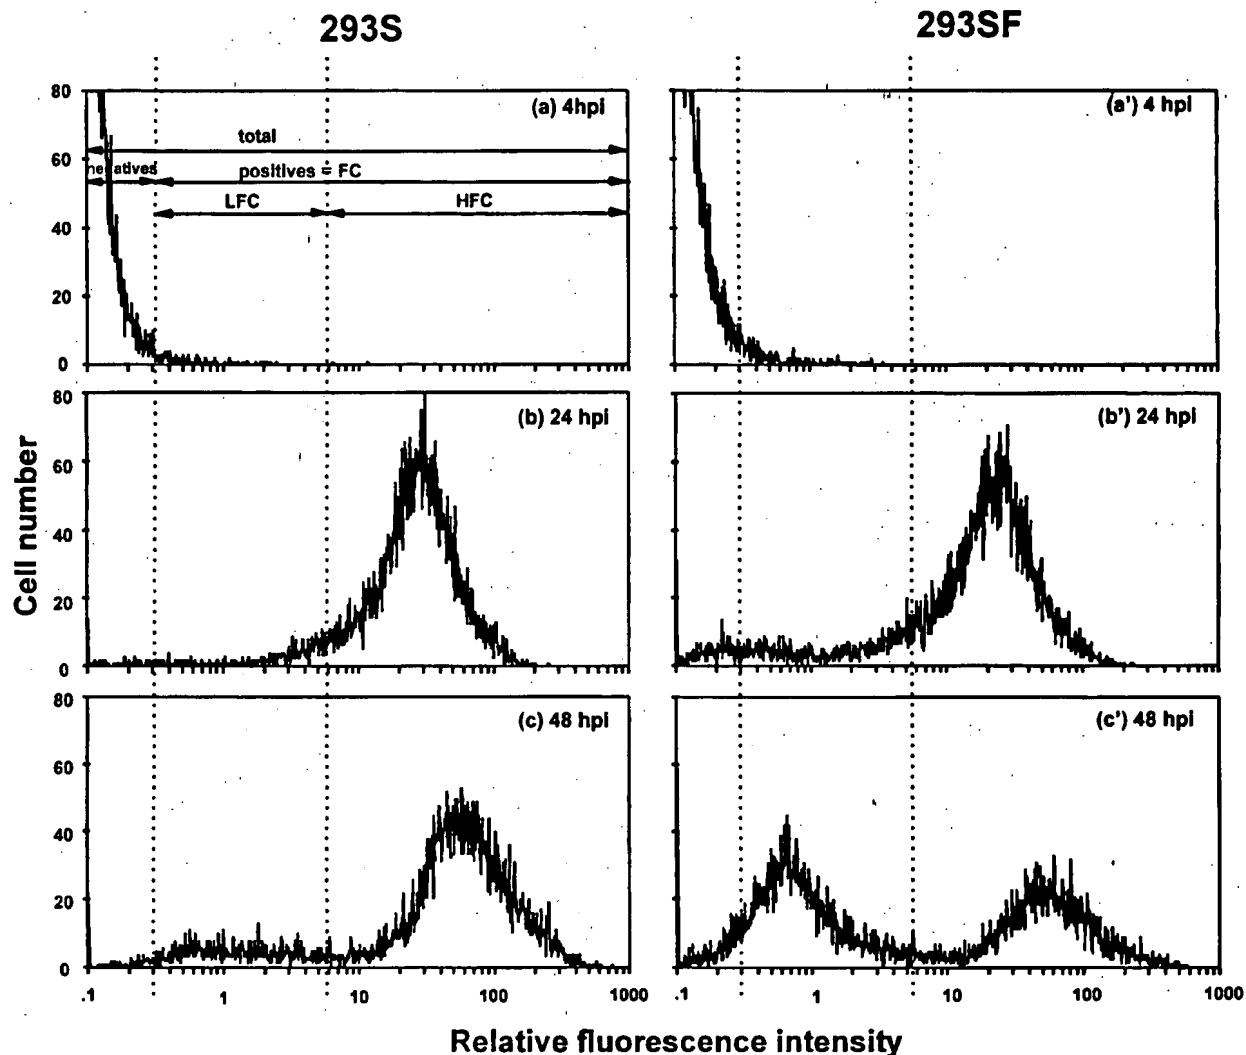 293S
293SF
80
60
40
20
0
(a) 4hpi
total
negatives
positives = FC
LFC
HFC
(a') 4 hpi
80
60
40
20
0
(b) 24 hpi
(b') 24 hpi
80
60
40
20
0
(c) 48 hpi
(c') 48 hpi
Cell number
.1 1 10 100 1000
.1 1 10 100 1000
Relative fluorescence intensity